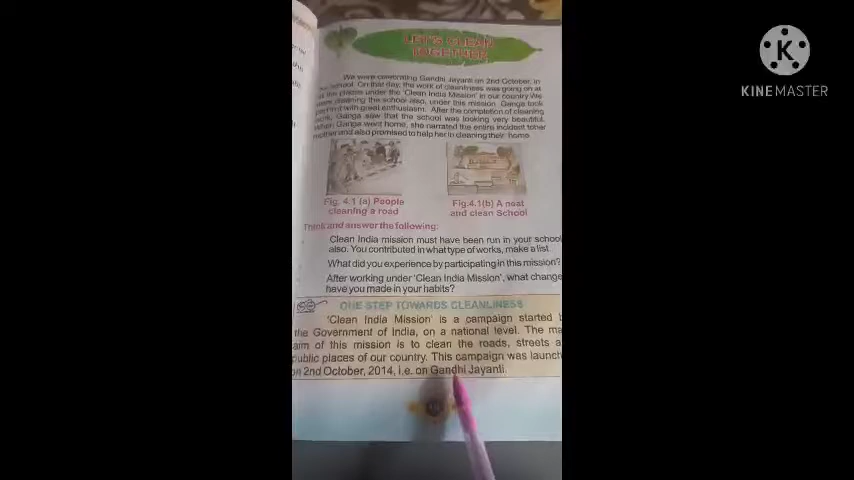 LET'S CLEAN
TOGETHER
KINEMASTER
We were celebrating Gandhi Jayanti on 2nd October, in
our school. On that day, the work of cleanliness was going on at
all the places under the 'Clean India Mission' in our country. We
were cleaning the school also, under this mission. Ganga took
part in it with great enthusiasm. After the completion of cleaning
work, Ganga saw that the school was looking very beautiful.
When Ganga went home, she narrated the entire incident to her
mother and also promised to help her in cleaning their home.
Fig. 4.1 (a) People
cleaning a road
Fig.4.1(b) A neat
and clean School
Think and answer the following:
Clean India mission must have been run in your school
also. You contributed in what type of works, make a list.
What did you experience by participating in this mission?
After working under 'Clean India Mission', what change
have you made in your habits?
ONE STEP TOWARDS CLEANLINESS
'Clean India Mission' is a campaign started
the Government of India, on a national level. The
aim of this mission is to clean the roads, streets
public places of our country. This campaign was launch
on 2nd October, 2014, i.e. on Gandhi Jayanti.